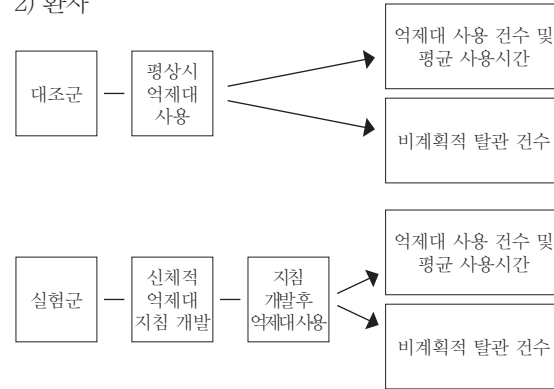 2) 환자
대조군
평상시
억제대
사용
억제대 사용 건수 및
평균 사용시간
비계획적 탈관 건수
실험군
신체적
억제대
지침 개발
지침
개발후
억제대사용
억제대 사용 건수 및
평균 사용시간
비계획적 탈관 건수